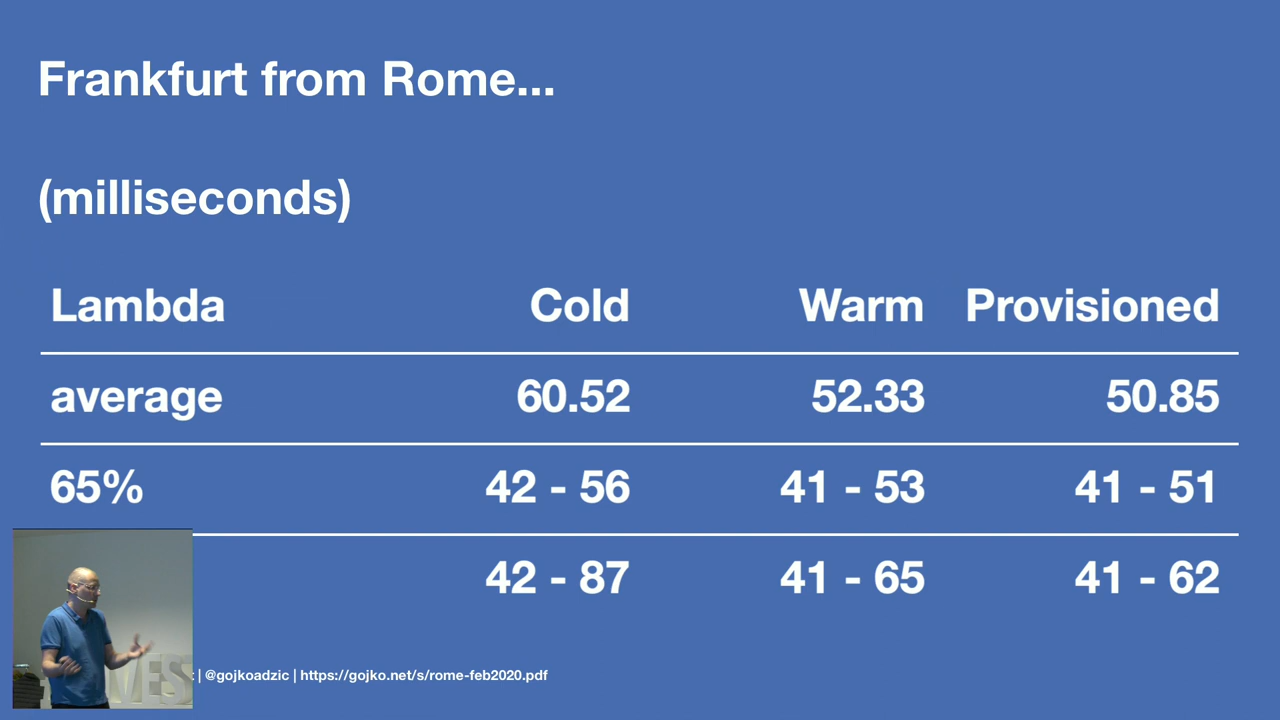 Frankfurt from Rome...
(milliseconds)
Lambda Cold Warm Provisioned
average 60.52 52.33 50.85
65% 42 - 56 41 - 53 41 - 51
42 - 87 41 - 65 41 - 62
| @gojkoadzic | https://gojko.net/s/rome-feb2020.pdf